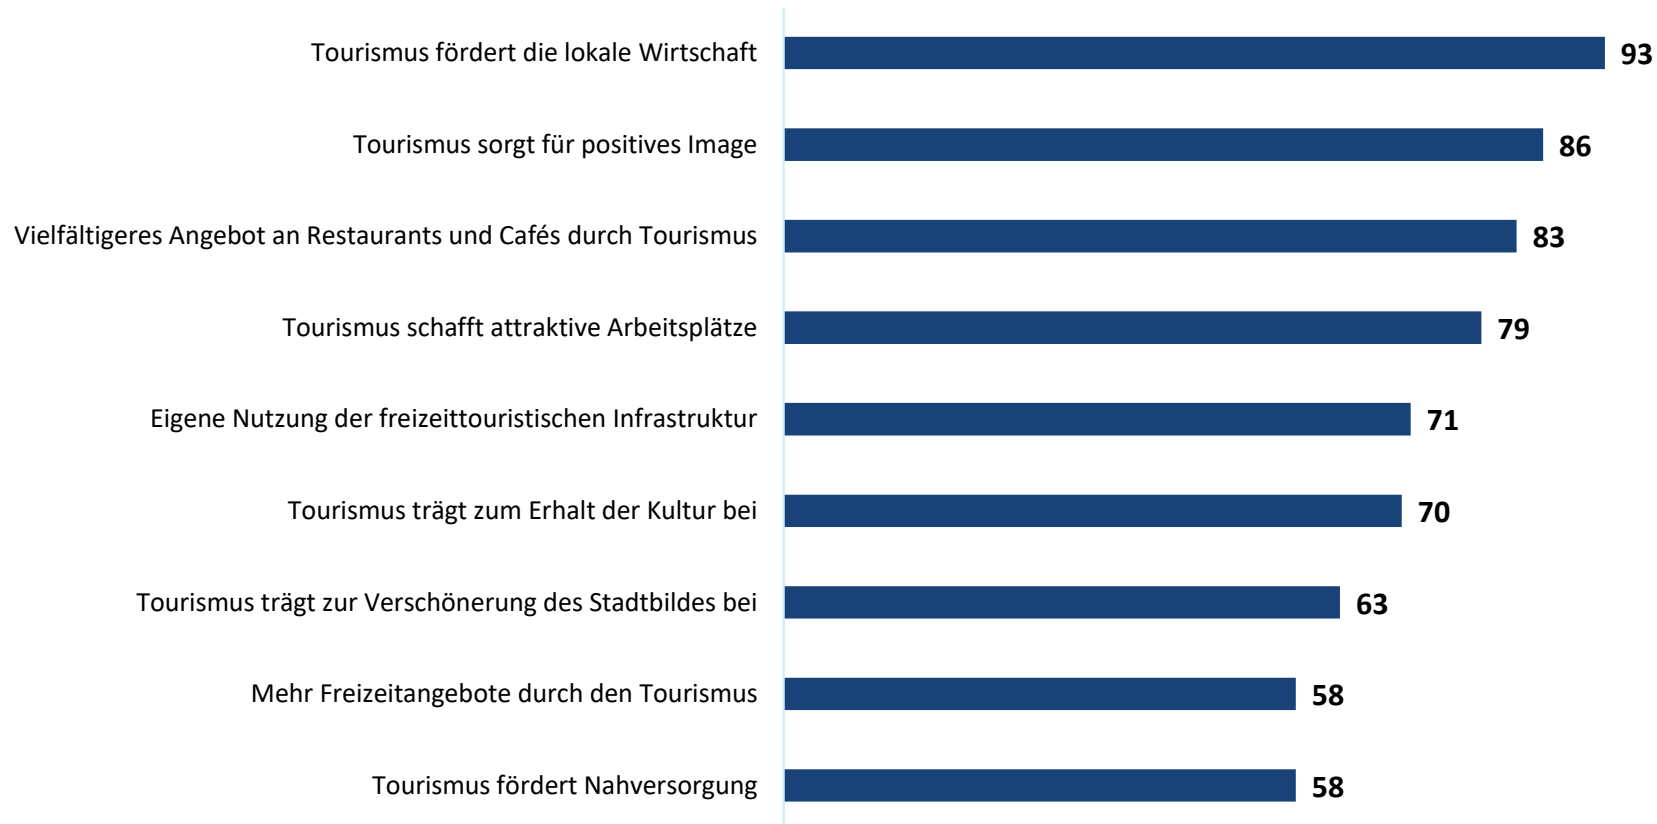 Tourismus fördert die lokale Wirtschaft 93
Tourismus sorgt für positives Image 86
Vielfältigeres Angebot an Restaurants und Cafés durch Tourismus 83
Tourismus schafft attraktive Arbeitsplätze 79
Eigene Nutzung der freizeittouristischen Infrastruktur 71
Tourismus trägt zum Erhalt der Kultur bei 70
Tourismus trägt zur Verschönerung des Stadtbildes bei 63
Mehr Freizeitangebote durch den Tourismus 58
Tourismus fördert Nahversorgung 58